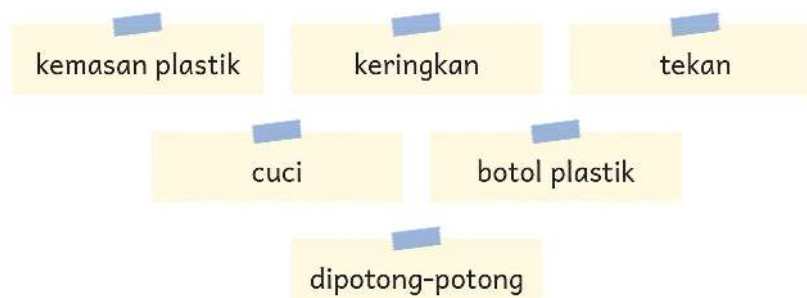 kemasan plastik
keringkan
tekan
cuci
botol plastik
dipotong-potong